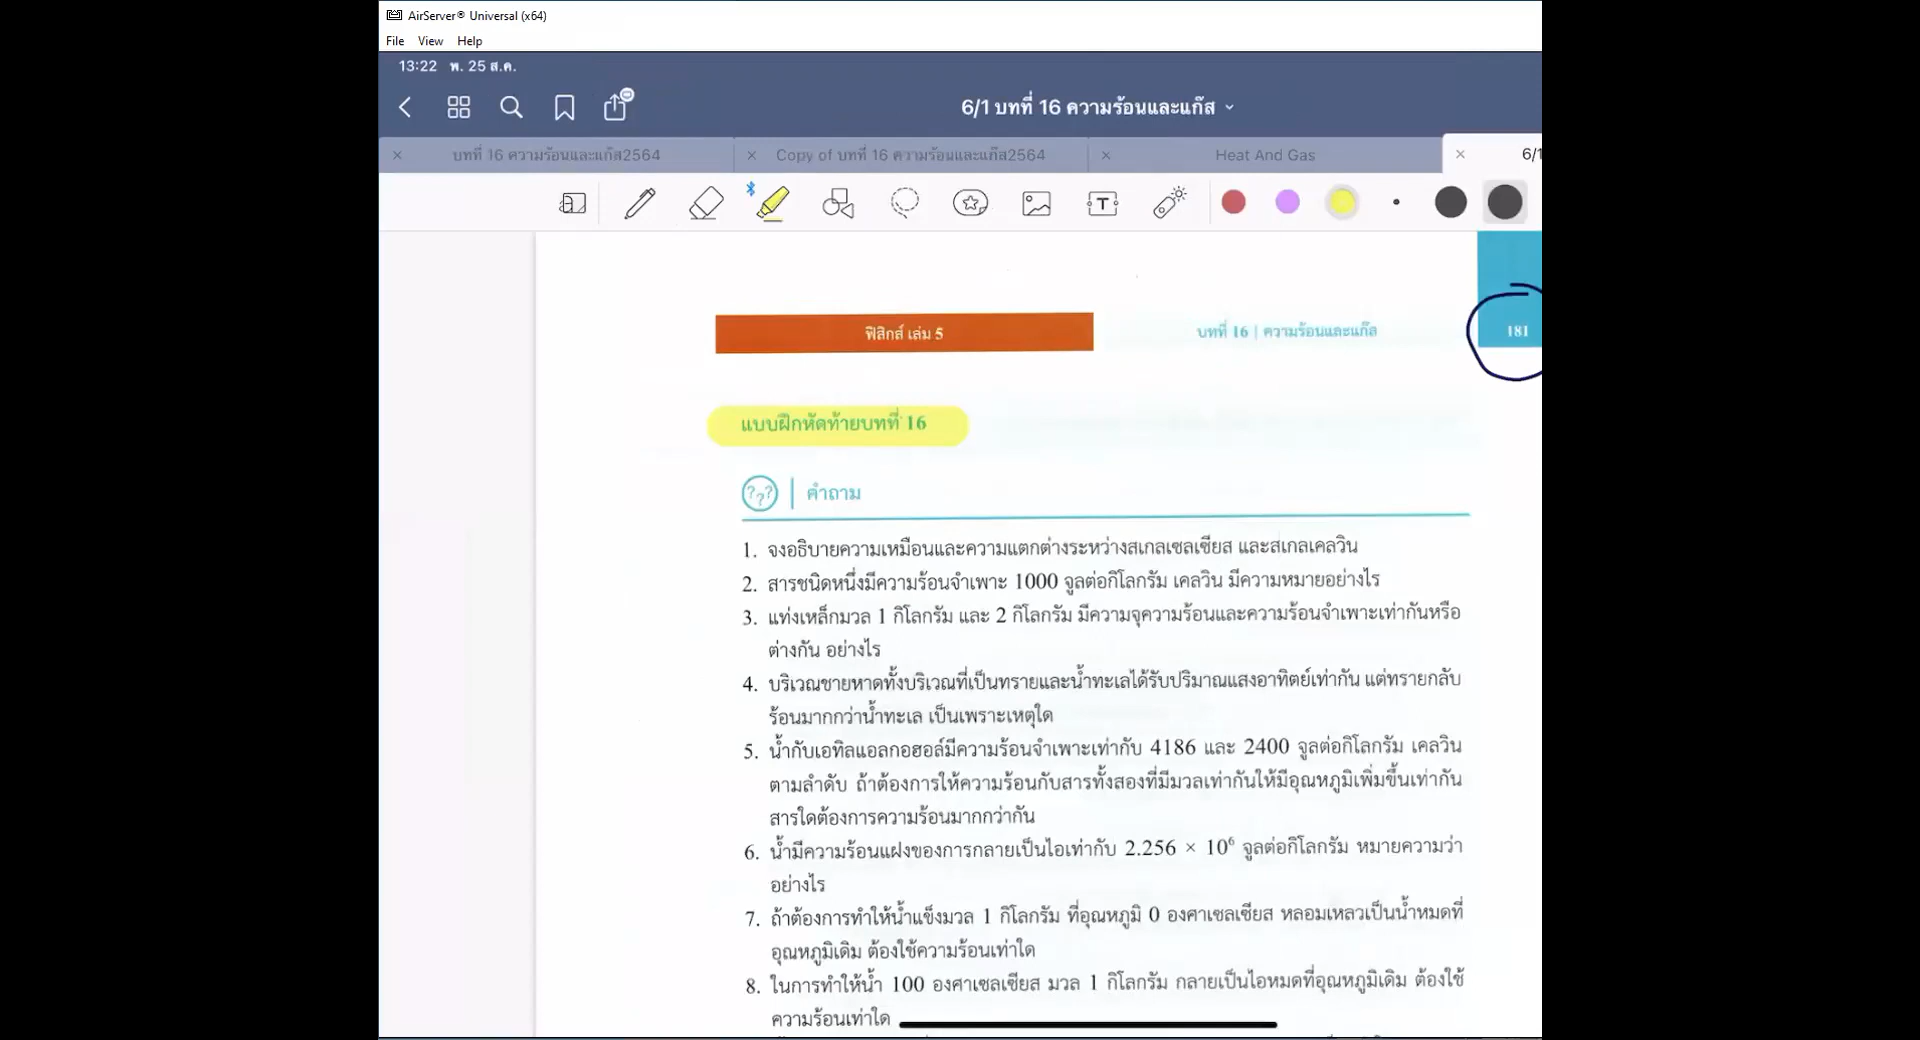 AirServer® Universal (x64)
File View Help
13:22 พ. 25 ส.ค.
6/1 บทที่ 16 ความร้อนและแก๊ส
บทที่ 16 ความร้อนและแก๊ส2564
Copy of บทที่ 16 ความร้อนและแก๊ส2564
Heat And Gas
6/1
ฟิสิกส์ เล่ม 5
บทที่ 16 | ความร้อนและแก๊ส
181
แบบฝึกหัดท้ายบทที่ 16
??? คำถาม
1. จงอธิบายความเหมือนและความแตกต่างระหว่างสเกลเซลเซียส และสเกลเคลวิน
2. สารชนิดหนึ่งมีความร้อนจำเพาะ 1000 จูลต่อกิโลกรัม เคลวิน มีความหมายอย่างไร
3. แท่งเหล็กมวล 1 กิโลกรัม และ 2 กิโลกรัม มีความจุความร้อนและความร้อนจำเพาะเท่ากันหรือ
ต่างกัน อย่างไร
4. บริเวณชายหาดทั้งบริเวณที่เป็นทรายและน้ำทะเลได้รับปริมาณแสงอาทิตย์เท่ากัน แต่ทรายกลับ
ร้อนมากกว่าน้ำทะเล เป็นเพราะเหตุใด
5. น้ำกับเอทิลแอลกอฮอล์มีความร้อนจำเพาะเท่ากับ 4186 และ 2400 จูลต่อกิโลกรัม เคลวิน
ตามลำดับ ถ้าต้องการให้ความร้อนกับสารทั้งสองที่มีมวลเท่ากันให้มีอุณหภูมิเพิ่มขึ้นเท่ากัน
สารใดต้องการความร้อนมากกว่ากัน
6. น้ำมีความร้อนแฝงของการกลายเป็นไอเท่ากับ 2.256 × 10⁶ จูลต่อกิโลกรัม หมายความว่า
อย่างไร
7. ถ้าต้องการทำให้น้ำแข็งมวล 1 กิโลกรัม ที่อุณหภูมิ 0 องศาเซลเซียส หลอมเหลวเป็นน้ำหมดที่
อุณหภูมิเดิม ต้องใช้ความร้อนเท่าใด
8. ในการทำให้น้ำ 100 องศาเซลเซียส มวล 1 กิโลกรัม กลายเป็นไอหมดที่อุณหภูมิเดิม ต้องใช้
ความร้อนเท่าใด